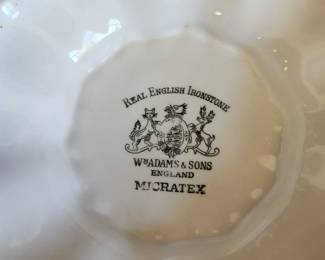 REAL ENGLISH IRONSTONE
WM ADAMS & SONS
ENGLAND
MICRATEX